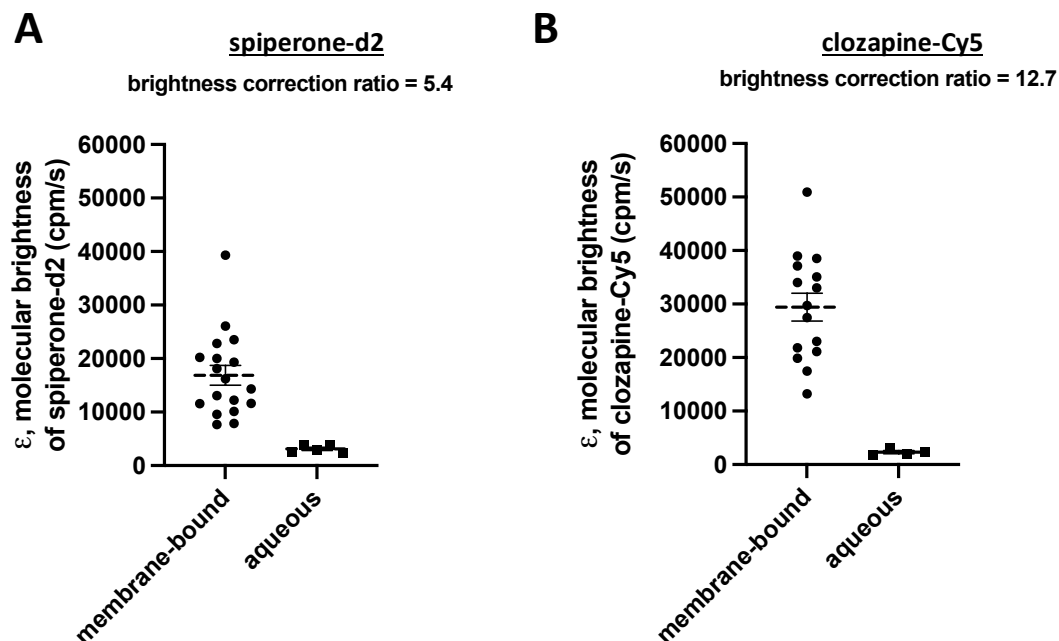 A
spiperone-d2
brightness correction ratio = 5.4
ε, molecular brightness
of spiperone-d2 (cpm/s)
60000
50000
40000
30000
20000
10000
0
membrane-bound
aqueous
B
clozapine-Cy5
brightness correction ratio = 12.7
ε, molecular brightness
of clozapine-Cy5 (cpm/s)
60000
50000
40000
30000
20000
10000
0
membrane-bound
aqueous